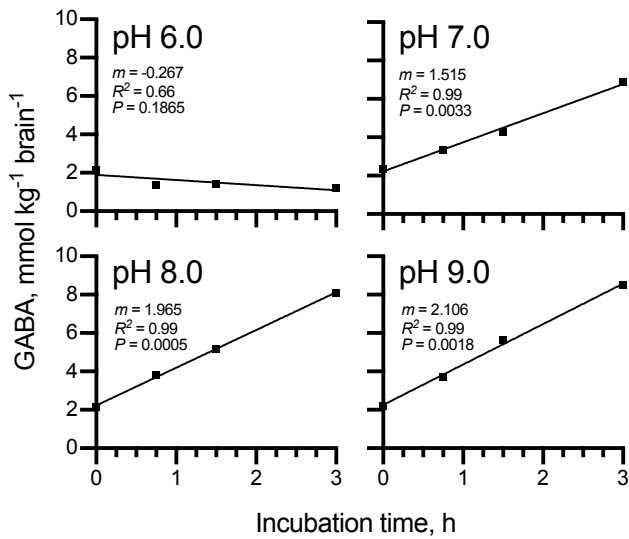 GABA, mmol kg⁻¹ brain⁻¹
10
8
6
4
2
0
pH 6.0
m = -0.267
R² = 0.66
P = 0.1865
pH 7.0
m = 1.515
R² = 0.99
P = 0.0033
10
8
6
4
2
0
pH 8.0
m = 1.965
R² = 0.99
P = 0.0005
0
1
2
3
pH 9.0
m = 2.106
R² = 0.99
P = 0.0018
0
1
2
3
Incubation time, h